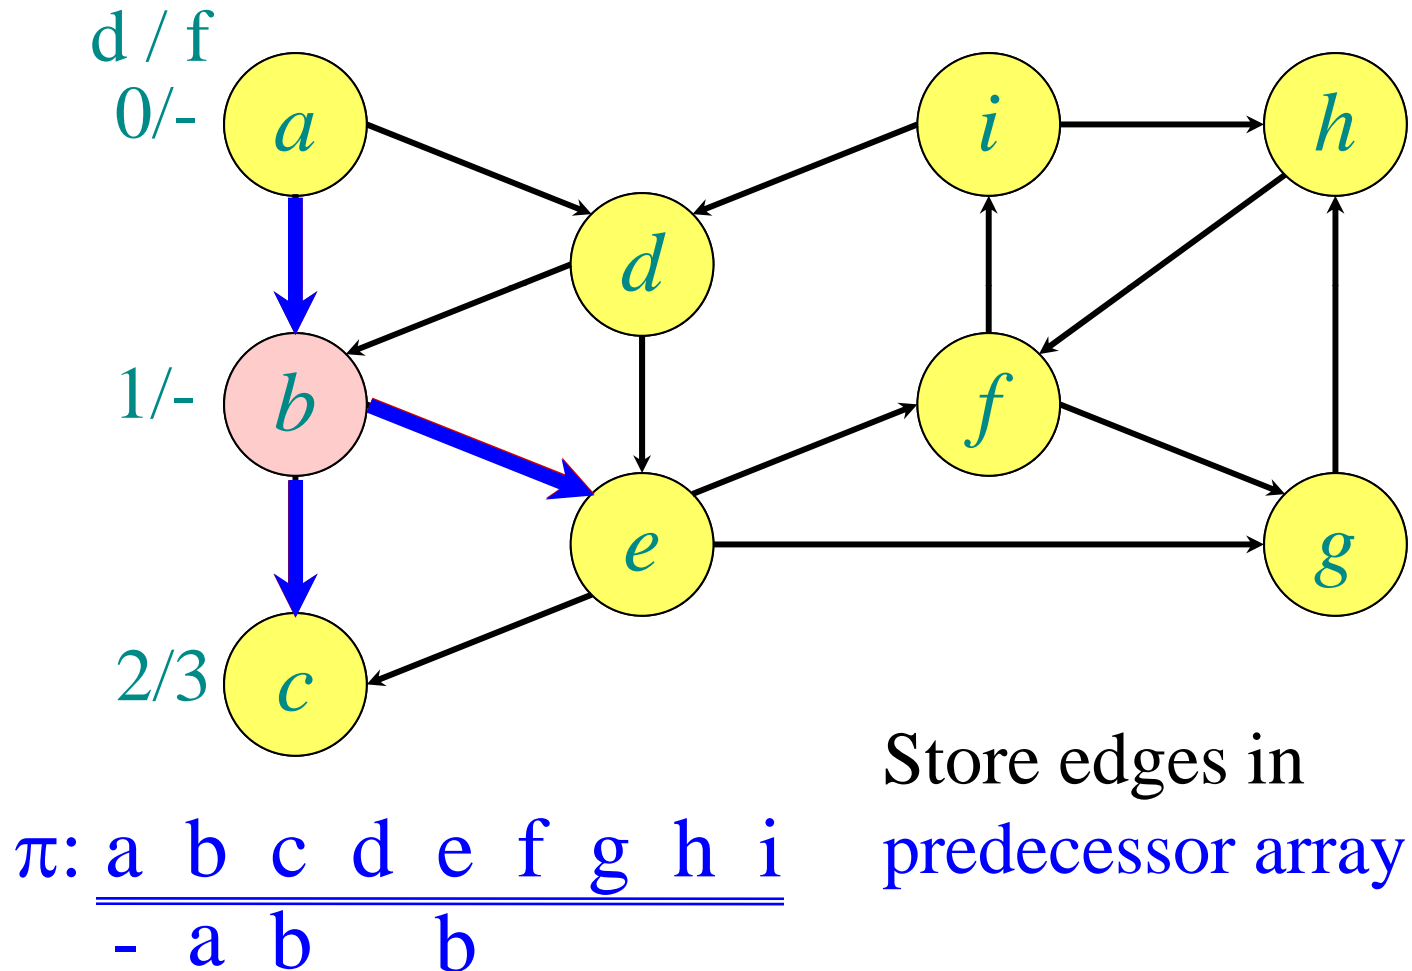 d / f
0/-
a
i
h
d
1/-
b
f
e
g
2/3
c
Store edges in
predecessor array
π: a b c d e f g h i
- a b b